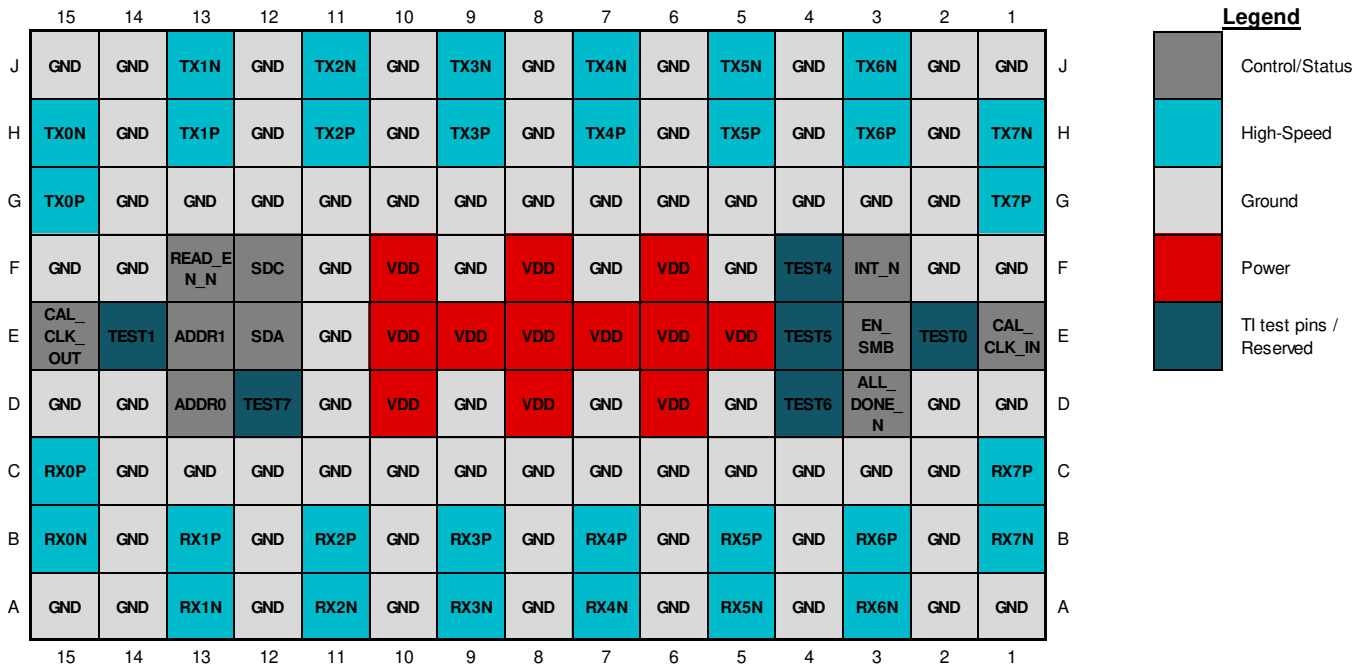 15 14 13 12 11 10 9 8 7 6 5 4 3 2 1
Legend
J GND GND TX1N GND TX2N GND TX3N GND TX4N GND TX5N GND TX6N GND GND J
Control/Status
H TX0N GND TX1P GND TX2P GND TX3P GND TX4P GND TX5P GND TX6P GND TX7N H
High-Speed
G TX0P GND GND GND GND GND GND GND GND GND GND GND GND GND TX7P G
Ground
F GND GND READ_E
N_N SDC GND VDD GND VDD GND VDD GND TEST4 INT_N GND GND F
Power
E CAL_
CLK_
OUT TEST1 ADDR1 SDA GND VDD VDD VDD VDD VDD VDD TEST5 EN_
SMB TEST0 CAL_
CLK_IN E
TI test pins /
Reserved
D GND GND ADDR0 TEST7 GND VDD GND VDD GND VDD GND TEST6 ALL_
DONE_
N GND GND D
C RX0P GND GND GND GND GND GND GND GND GND GND GND GND GND RX7P C
B RX0N GND RX1P GND RX2P GND RX3P GND RX4P GND RX5P GND RX6P GND RX7N B
A GND GND RX1N GND RX2N GND RX3N GND RX4N GND RX5N GND RX6N GND GND A
15 14 13 12 11 10 9 8 7 6 5 4 3 2 1